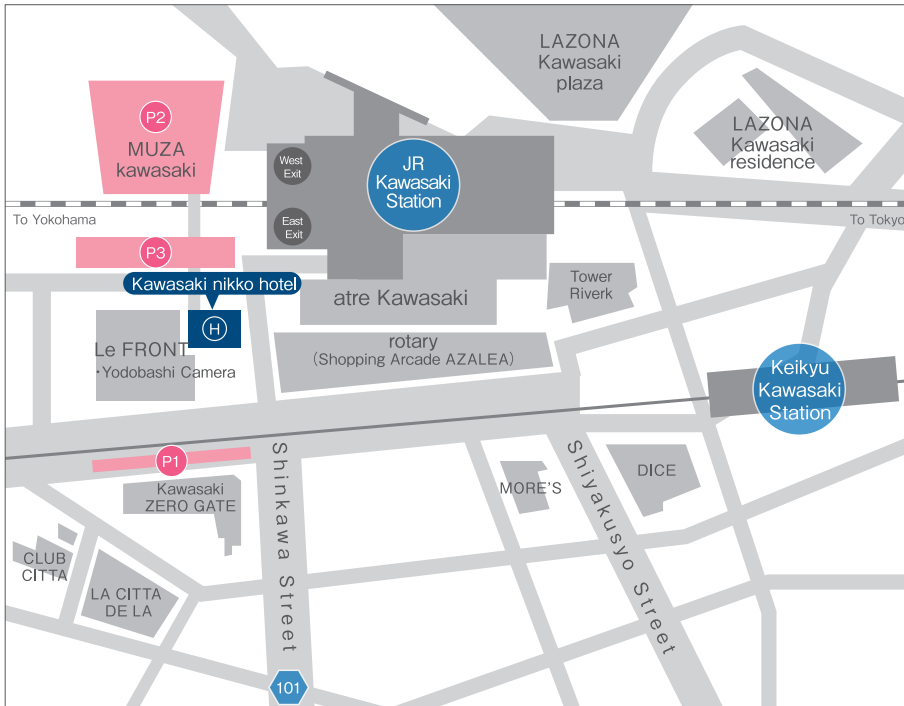 LAZONA
Kawasaki
plaza
P2
MUZA
kawasaki
LAZONA
Kawasaki
residence
West
Exit
JR
Kawasaki
Station
East
Exit
To Yokohama
To Tokyo
P3
Kawasaki nikko hotel
H
atre Kawasaki
Tower
Riverk
Le FRONT
・Yodobashi Camera
rotary
(Shopping Arcade AZALEA)
Keikyu
Kawasaki
Station
P1
Kawasaki
ZERO GATE
Shinkawa Street
MORE'S
Shiyakusyo Street
DICE
CLUB
CITTA
LA CITTA
DE LA
101